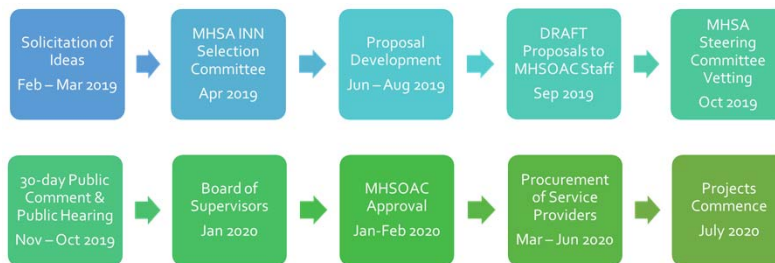 Solicitation of
Ideas
Feb – Mar 2019
MHSA INN
Selection
Committee
Apr 2019
Proposal
Development
Jun – Aug 2019
DRAFT
Proposals to
MHSOAC Staff
Sep 2019
MHSA
Steering
Committee
Vetting
Oct 2019
30-day Public
Comment &
Public Hearing
Nov – Oct 2019
Board of
Supervisors
Jan 2020
MHSOAC
Approval
Jan-Feb 2020
Procurement
of Service
Providers
Mar – Jun 2020
Projects
Commence
July 2020